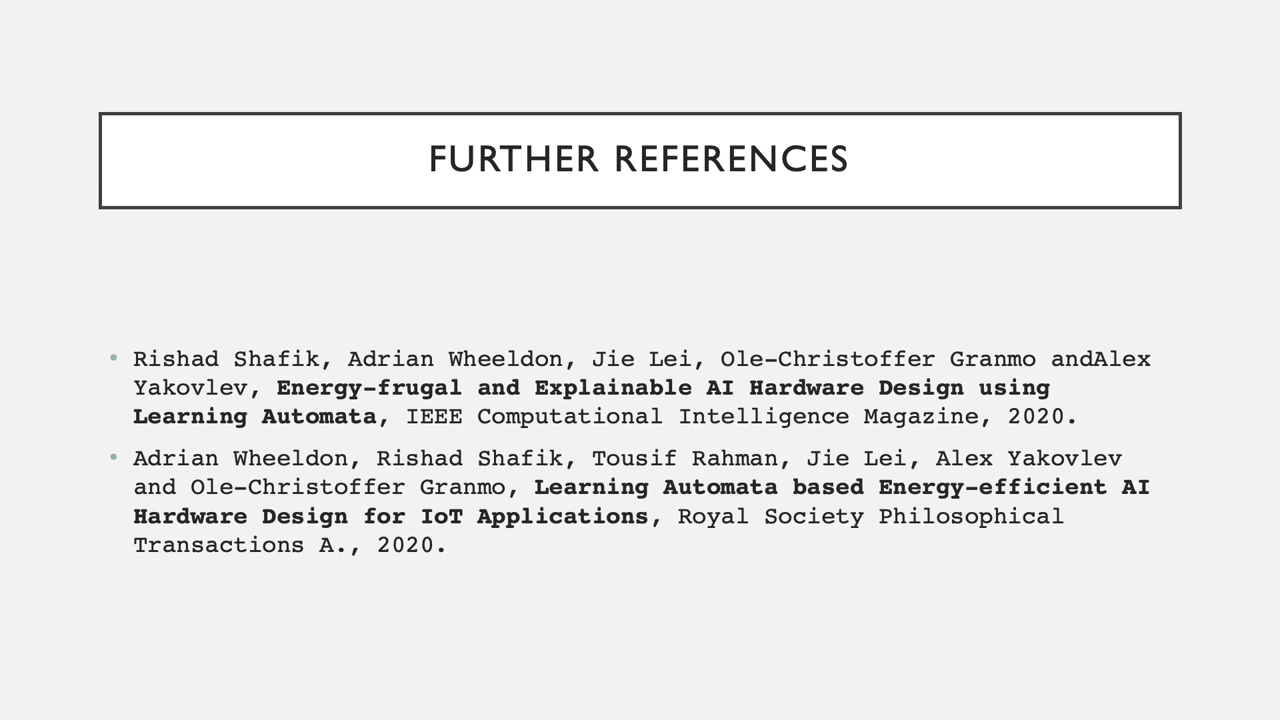 FURTHER REFERENCES
• Rishad Shafik, Adrian Wheeldon, Jie Lei, Ole-Christoffer Granmo andAlex
Yakovlev, Energy-frugal and Explainable AI Hardware Design using
Learning Automata, IEEE Computational Intelligence Magazine, 2020.
• Adrian Wheeldon, Rishad Shafik, Tousif Rahman, Jie Lei, Alex Yakovlev
and Ole-Christoffer Granmo, Learning Automata based Energy-efficient AI
Hardware Design for IoT Applications, Royal Society Philosophical
Transactions A., 2020.